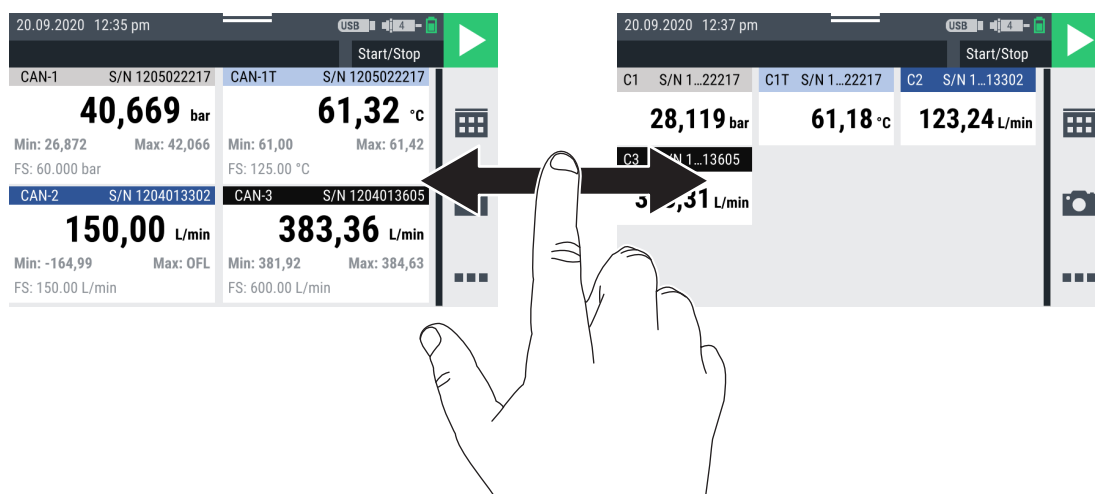 20.09.2020 12:35 pm USB 4
Start/Stop
CAN-1 S/N 1205022217
40,669 bar
Min: 26,872 Max: 42,066
FS: 60.000 bar
CAN-1T S/N 1205022217
61,32 °C
Min: 61,00 Max: 61,42
FS: 125.00 °C
CAN-2 S/N 1204013302
150,00 L/min
Min: -164,99 Max: OFL
FS: 150.00 L/min
CAN-3 S/N 1204013605
383,36 L/min
Min: 381,92 Max: 384,63
FS: 600.00 L/min
20.09.2020 12:37 pm USB 4
Start/Stop
C1 S/N 1...22217
28,119 bar
C1T S/N 1...22217
61,18 °C
C2 S/N 1...13302
123,24 L/min
C3 1...13605
L/min